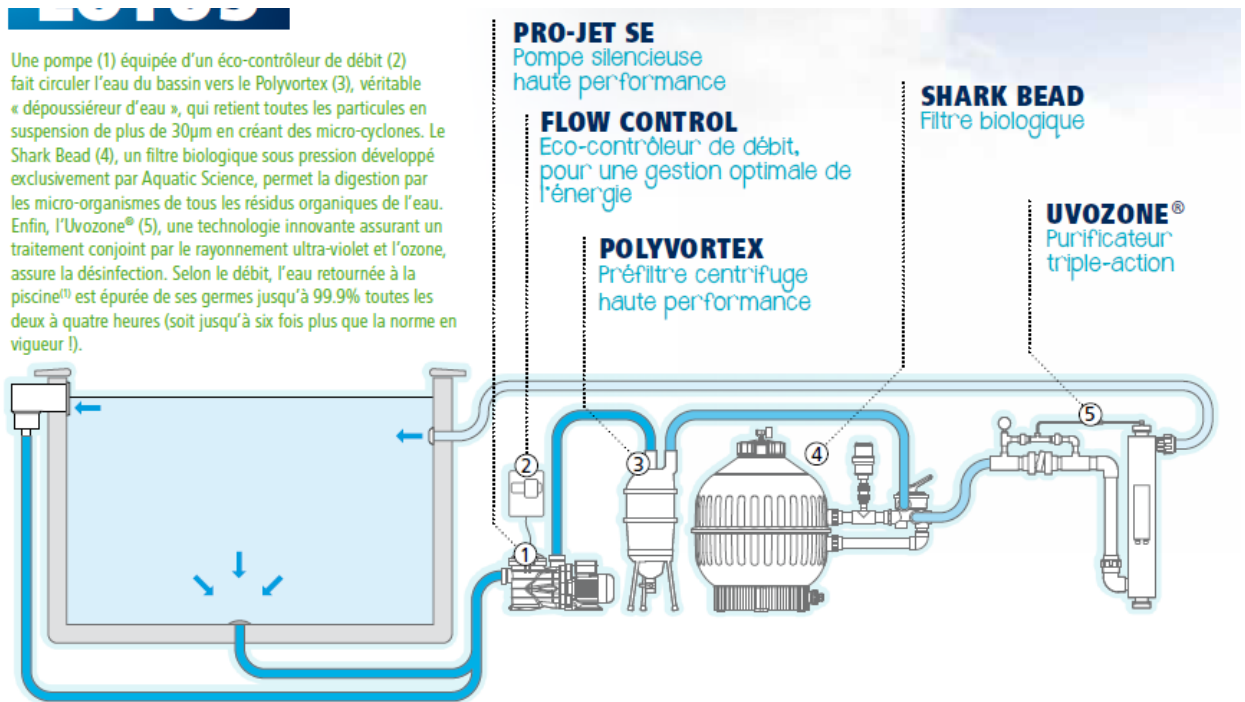 Une pompe (1) équipée d’un éco-contrôleur de débit (2)
fait circuler l’eau du bassin vers le Polyvortex (3), véritable
« dépoussiéreur d’eau », qui retient toutes les particules en
suspension de plus de 30µm en créant des micro-cyclones. Le
Shark Bead (4), un filtre biologique sous pression développé
exclusivement par Aquatic Science, permet la digestion par
les micro-organismes de tous les résidus organiques de l’eau.
Enfin, l’Uvozone® (5), une technologie innovante assurant un
traitement conjoint par le rayonnement ultra-violet et l’ozone,
assure la désinfection. Selon le débit, l’eau retournée à la
piscine⁽¹⁾ est épurée de ses germes jusqu’à 99.9% toutes les
deux à quatre heures (soit jusqu’à six fois plus que la norme en
vigueur !).
PRO-JET SE
Pompe silencieuse
haute performance
FLOW CONTROL
Eco-contrôleur de débit,
pour une gestion optimale de
l’énergie
POLYVORTEX
Préfiltre centrifuge
haute performance
SHARK BEAD
Filtre biologique
UVOZONE®
Purificateur
triple-action
1
2
3
4
5